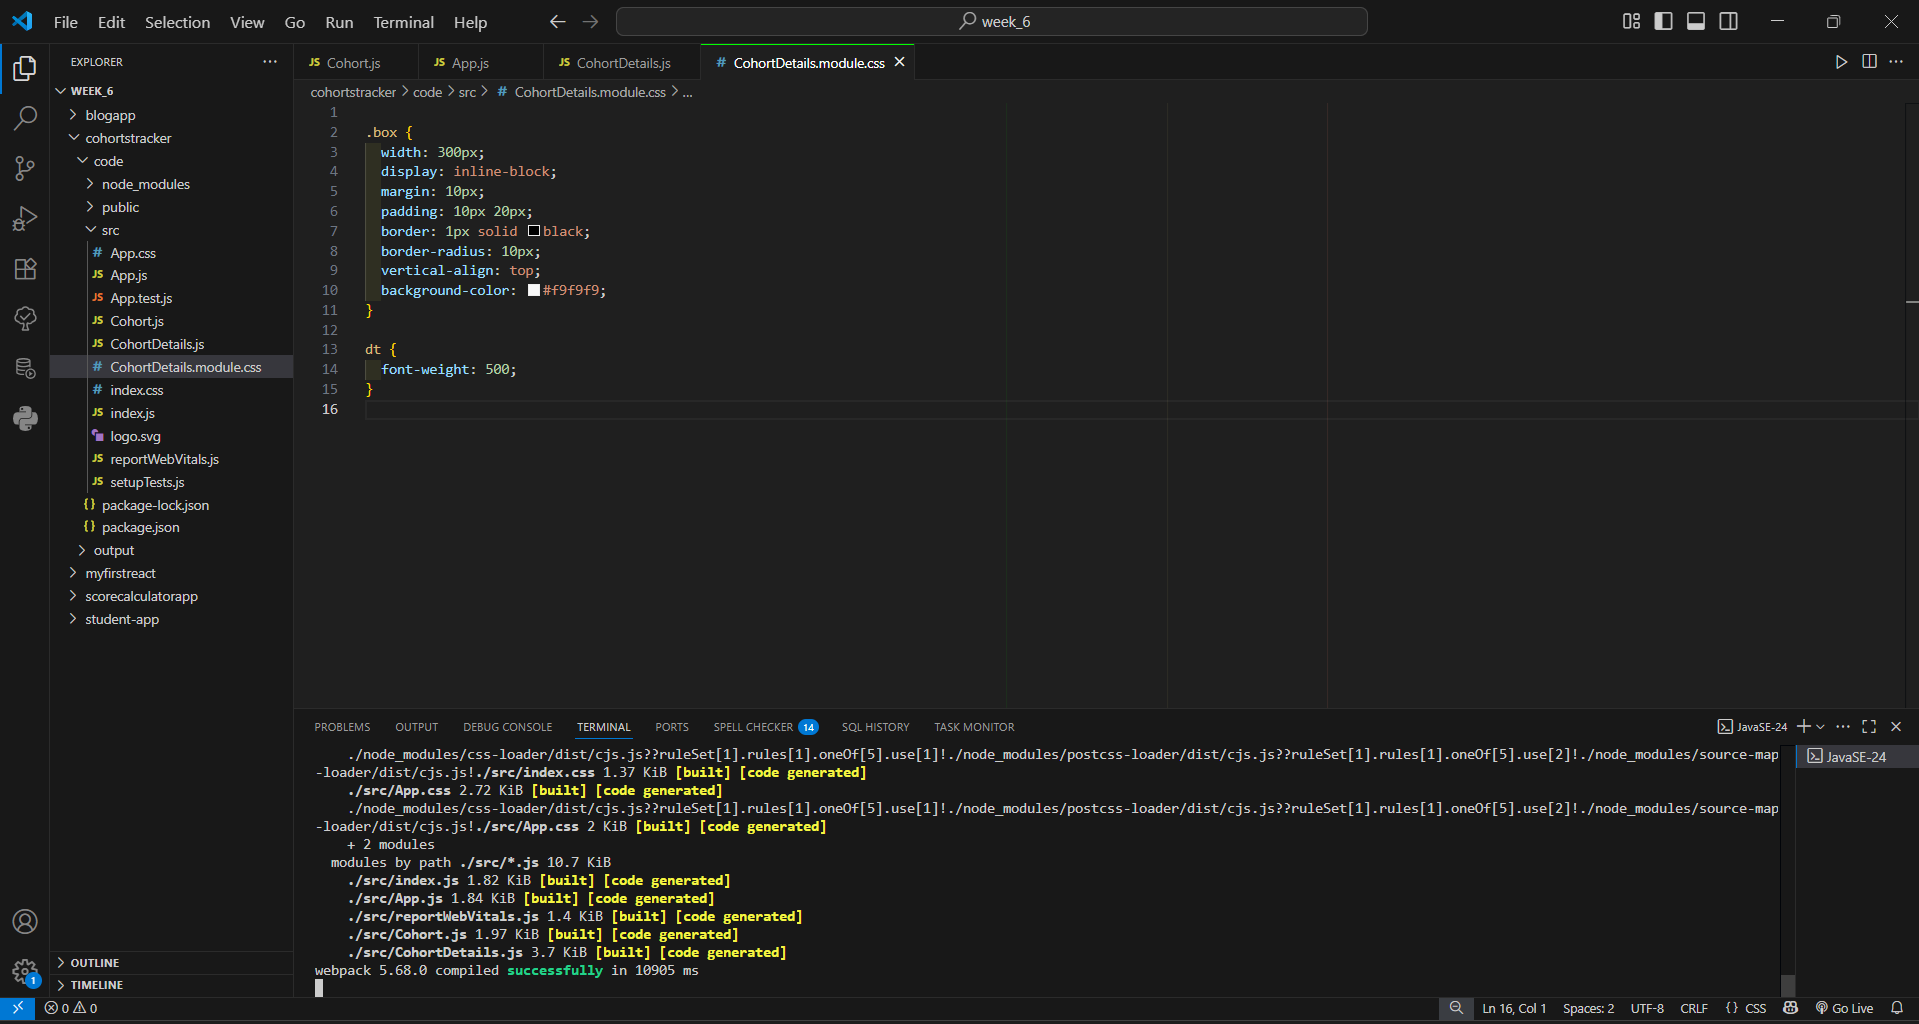 File Edit Selection View Go Run Terminal Help
week_6
EXPLORER
WEEK_6
blogapp
cohortstracker
code
node_modules
public
src
# App.css
JS App.js
JS App.test.js
JS Cohort.js
JS CohortDetails.js
# CohortDetails.module.css
# index.css
JS index.js
logo.svg
JS reportWebVitals.js
JS setupTests.js
{} package-lock.json
{} package.json
output
myfirstreact
scorecalculatorapp
student-app
OUTLINE
TIMELINE
JS Cohort.js JS App.js JS CohortDetails.js # CohortDetails.module.css
cohortstracker > code > src > # CohortDetails.module.css > ...
1
2 .box {
3 width: 300px;
4 display: inline-block;
5 margin: 10px;
6 padding: 10px 20px;
7 border: 1px solid black;
8 border-radius: 10px;
9 vertical-align: top;
10 background-color: #f9f9f9;
11 }
12
13 dt {
14 font-weight: 500;
15 }
16
PROBLEMS OUTPUT DEBUG CONSOLE TERMINAL PORTS SPELL CHECKER 14 SQL HISTORY TASK MONITOR
JavaSE-24
JavaSE-24
./node_modules/css-loader/dist/cjs.js??ruleSet[1].rules[1].oneOf[5].use[1]!./node_modules/postcss-loader/dist/cjs.js??ruleSet[1].rules[1].oneOf[5].use[2]!./node_modules/source-map
-loader/dist/cjs.js!./src/index.css 1.37 KiB [built] [code generated]
./src/App.css 2.72 KiB [built] [code generated]
./node_modules/css-loader/dist/cjs.js??ruleSet[1].rules[1].oneOf[5].use[1]!./node_modules/postcss-loader/dist/cjs.js??ruleSet[1].rules[1].oneOf[5].use[2]!./node_modules/source-map
-loader/dist/cjs.js!./src/App.css 2 KiB [built] [code generated]
+ 2 modules
modules by path ./src/*.js 10.7 KiB
./src/index.js 1.82 KiB [built] [code generated]
./src/App.js 1.84 KiB [built] [code generated]
./src/reportWebVitals.js 1.4 KiB [built] [code generated]
./src/Cohort.js 1.97 KiB [built] [code generated]
./src/CohortDetails.js 3.7 KiB [built] [code generated]
webpack 5.68.0 compiled successfully in 10905 ms
1
0 0
Ln 16, Col 1 Spaces: 2 UTF-8 CRLF {} CSS Go Live